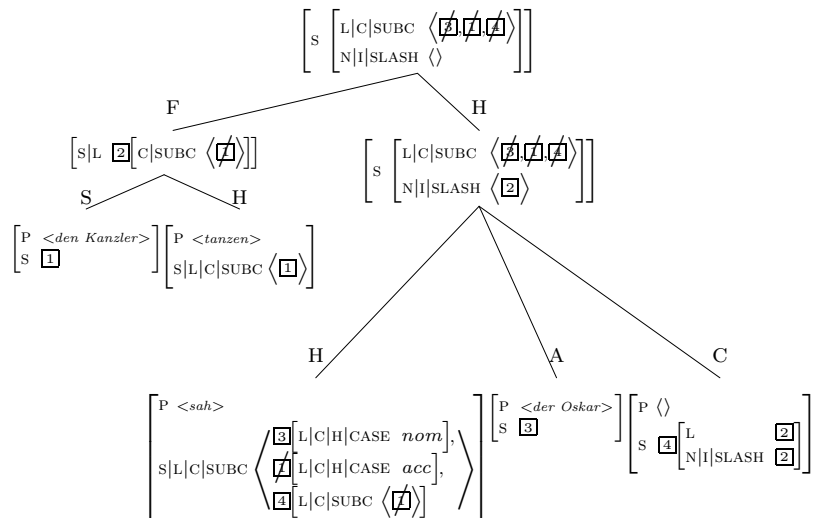 [S [L|C|SUBC ⟨3̸, 1̸, 4̸⟩
N|I|SLASH ⟨⟩]]
F H
[S|L 2[C|SUBC ⟨1̸⟩]] [S [L|C|SUBC ⟨3̸, 1̸, 4̸⟩
N|I|SLASH ⟨2⟩]]
S H
[P <den Kanzler> [P <tanzen>
S 1] S|L|C|SUBC ⟨1⟩]
H A C
[P <sah> [P <der Oskar> [P ⟨⟩
S 3] S 4[L 2
N|I|SLASH 2]]
S|L|C|SUBC ⟨3[L|C|H|CASE nom],
1̸[L|C|H|CASE acc],
4[L|C|SUBC ⟨1̸⟩]⟩]